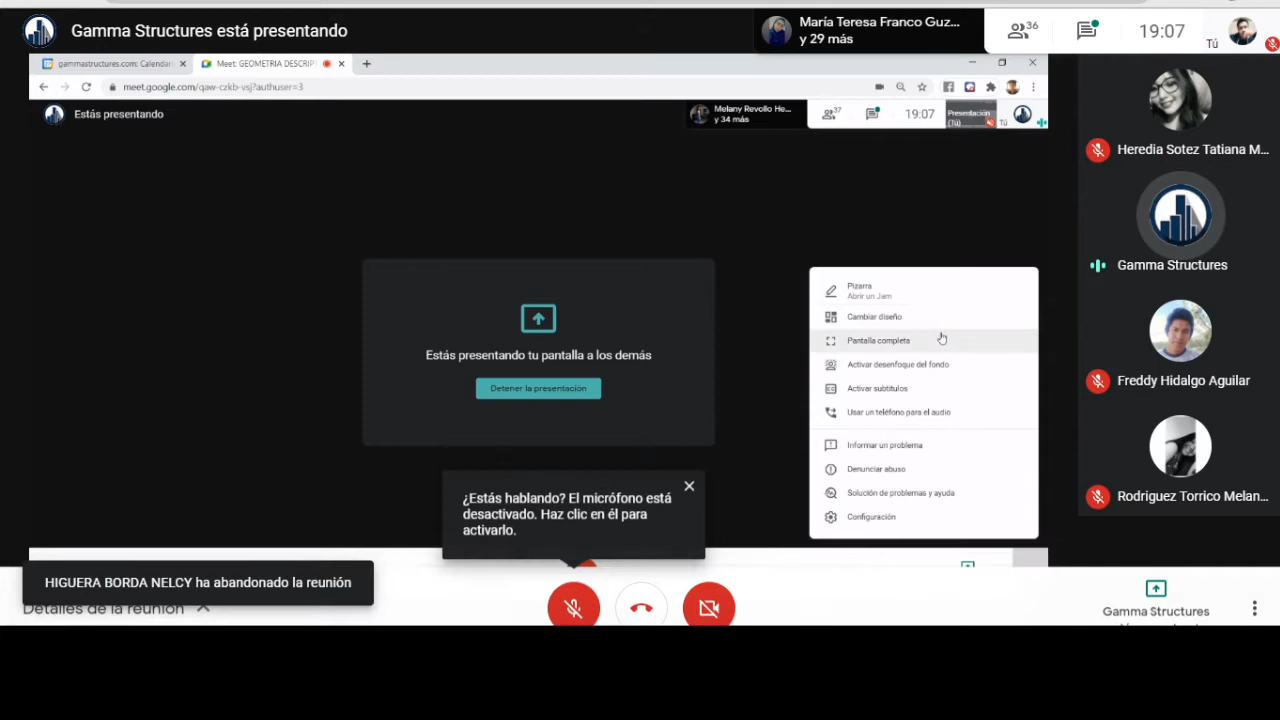 Gamma Structures está presentando
María Teresa Franco Guz...
y 29 más
36
19:07
Tú
gammastructures.com: Calendari
Meet: GEOMETRIA DESCRIPT
meet.google.com/qaw-czkb-vsj?authuser=3
Estás presentando
Melany Revollo He...
y 34 más
37
19:07
Presentación
(Tú)
Tú
Heredia Sotez Tatiana M...
Gamma Structures
Freddy Hidalgo Aguilar
Rodriguez Torrico Melan...
Estás presentando tu pantalla a los demás
Detener la presentación
Pizarra
Abrir un Jam
Cambiar diseño
Pantalla completa
Activar desenfoque del fondo
Activar subtítulos
Usar un teléfono para el audio
Informar un problema
Denunciar abuso
Solución de problemas y ayuda
Configuración
¿Estás hablando? El micrófono está
desactivado. Haz clic en él para
activarlo.
HIGUERA BORDA NELCY ha abandonado la reunión
Detalles de la reunión
Gamma Structures